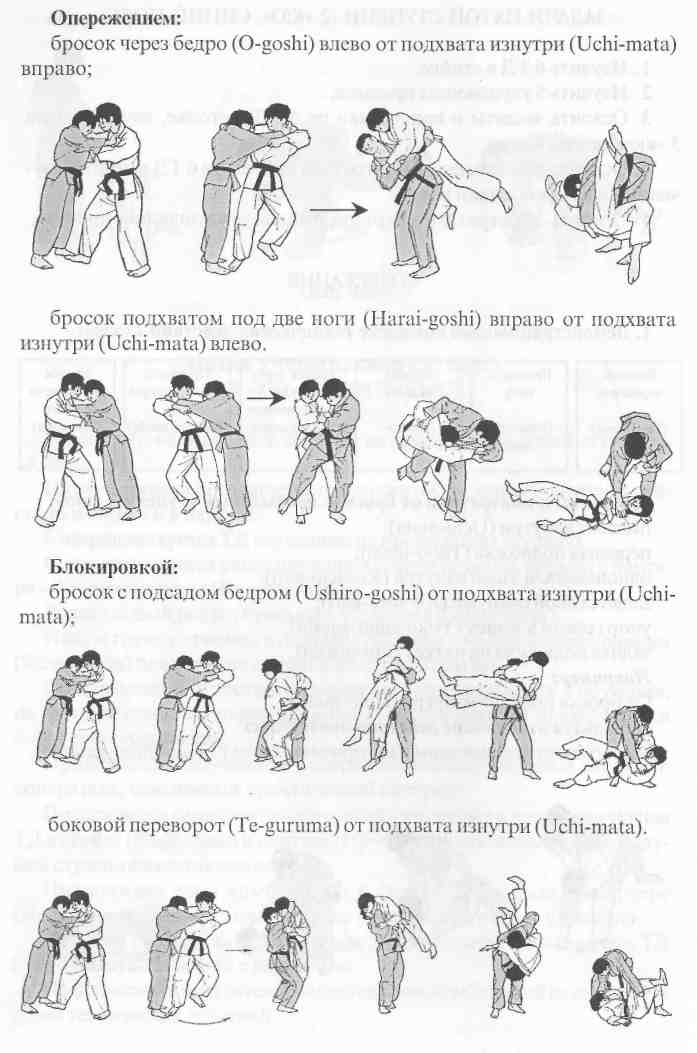 Опережением:
бросок через бедро (O-goshi) влево от подхвата изнутри (Uchi-mata)
вправо;
бросок подхватом под две ноги (Harai-goshi) вправо от подхвата
изнутри (Uchi-mata) влево.
Блокировкой:
бросок с подсадом бедром (Ushiro-goshi) от подхвата изнутри (Uchi-
mata);
боковой переворот (Te-guruma) от подхвата изнутри (Uchi-mata).